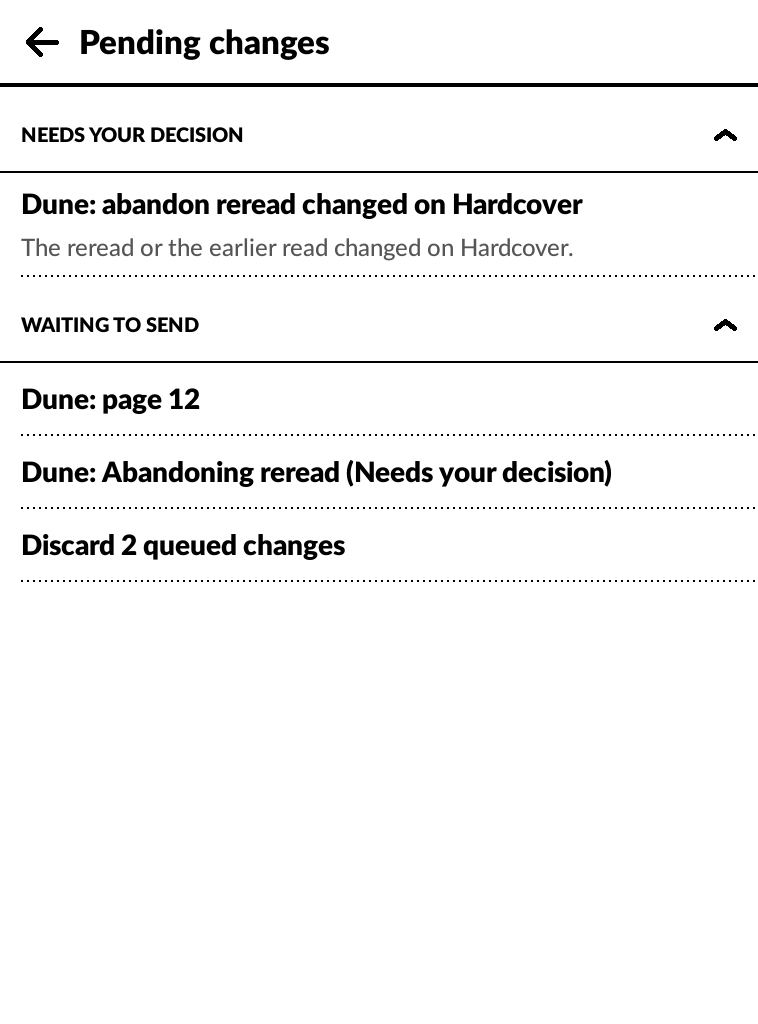 Pending changes
NEEDS YOUR DECISION
Dune: abandon reread changed on Hardcover
The reread or the earlier read changed on Hardcover.
WAITING TO SEND
Dune: page 12
Dune: Abandoning reread (Needs your decision)
Discard 2 queued changes